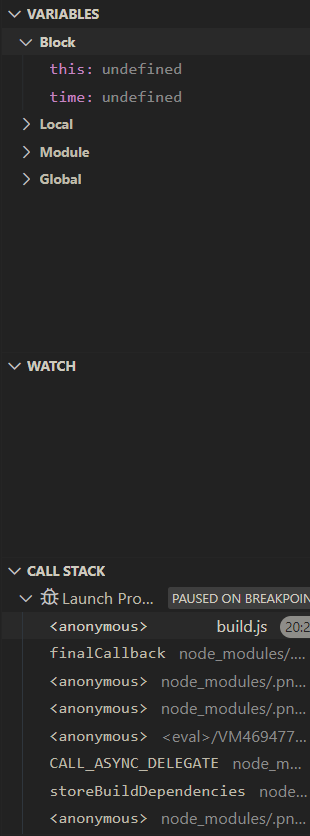 VARIABLES
Block
this: undefined
time: undefined
Local
Module
Global
WATCH
CALL STACK
Launch Pro... PAUSED ON BREAKPOIN
<anonymous> build.js 20:2
finalCallback node_modules/....
<anonymous> node_modules/.pn...
<anonymous> node_modules/.pn...
<anonymous> <eval>/VM469477...
CALL_ASYNC_DELEGATE node_m...
storeBuildDependencies node...
<anonymous> node_modules/.pn...